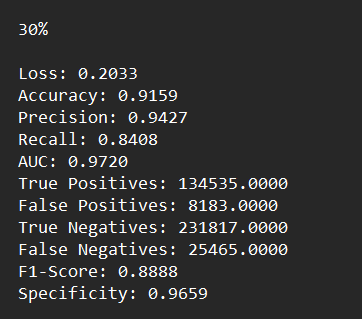 30%
Loss: 0.2033
Accuracy: 0.9159
Precision: 0.9427
Recall: 0.8408
AUC: 0.9720
True Positives: 134535.0000
False Positives: 8183.0000
True Negatives: 231817.0000
False Negatives: 25465.0000
F1-Score: 0.8888
Specificity: 0.9659